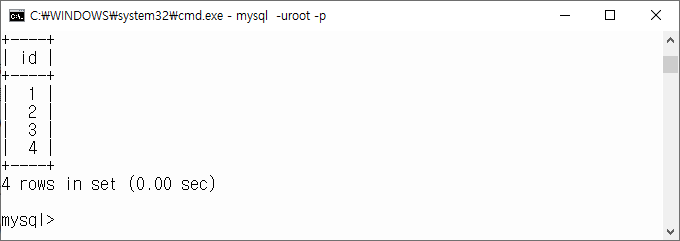 C:₩WINDOWS₩system32₩cmd.exe - mysql  -uroot -p
+----+
| id |
+----+
|  1 |
|  2 |
|  3 |
|  4 |
+----+
4 rows in set (0.00 sec)
mysql>